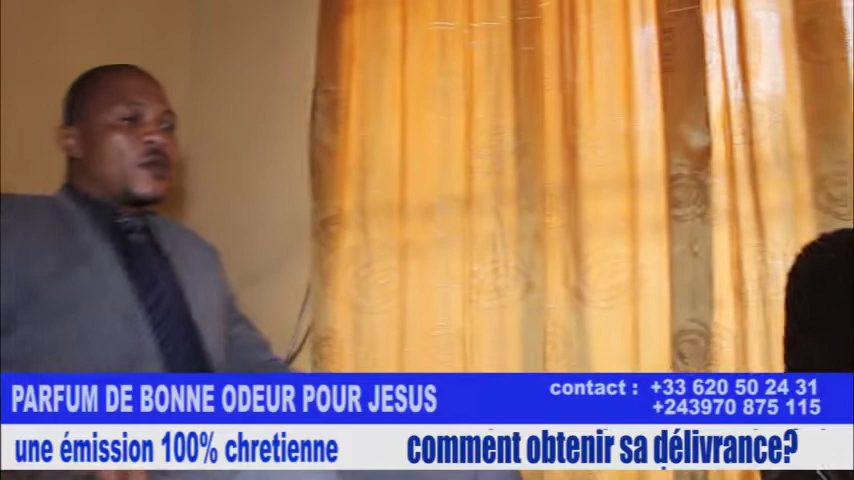 PARFUM DE BONNE ODEUR POUR JESUS
contact : +33 620 50 24 31
+243970 875 115
une émission 100% chretienne
comment obtenir sa délivrance?